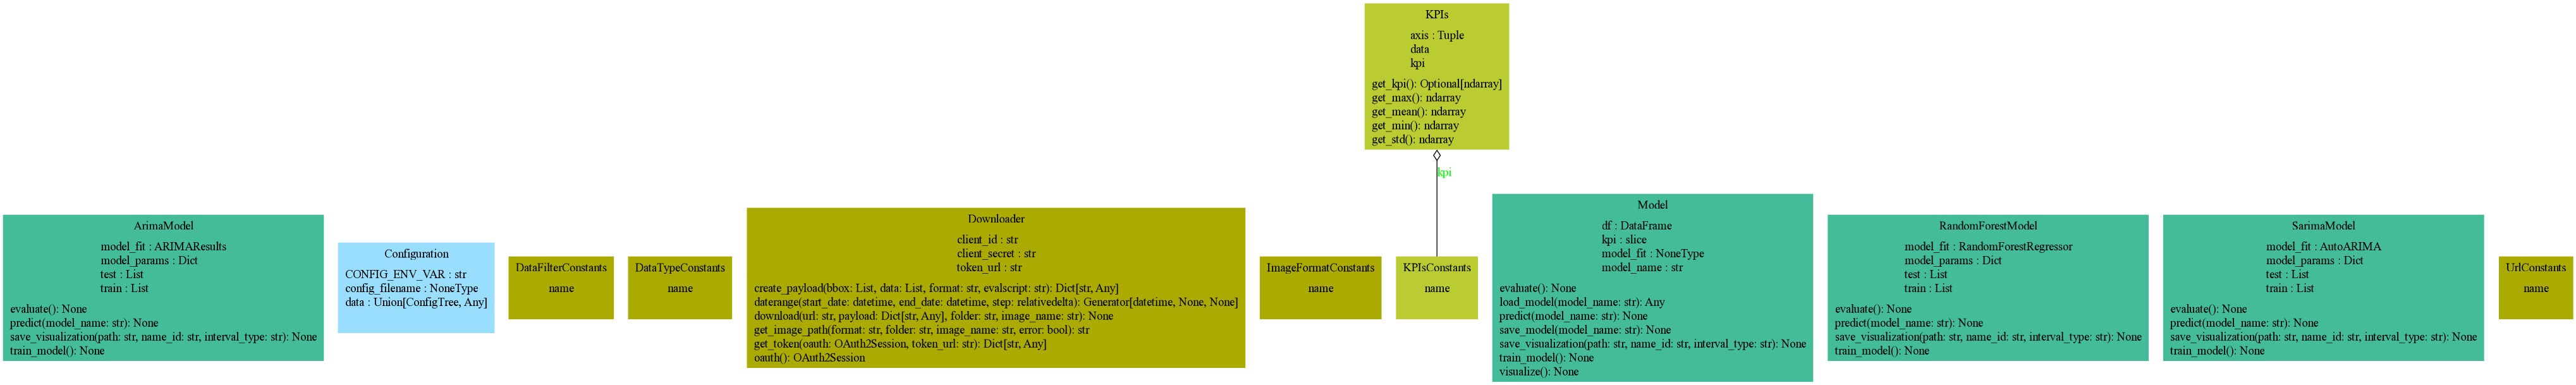 KPIs
axis : Tuple
data
kpi
get_kpi(): Optional[ndarray]
get_max(): ndarray
get_mean(): ndarray
get_min(): ndarray
get_std(): ndarray
kpi
ArimaModel
model_fit : ARIMAResults
model_params : Dict
test : List
train : List
evaluate(): None
predict(model_name: str): None
save_visualization(path: str, name_id: str, interval_type: str): None
train_model(): None
Configuration
CONFIG_ENV_VAR : str
config_filename : NoneType
data : Union[ConfigTree, Any]
DataFilterConstants
name
DataTypeConstants
name
Downloader
client_id : str
client_secret : str
token_url : str
create_payload(bbox: List, data: List, format: str, evalscript: str): Dict[str, Any]
daterange(start_date: datetime, end_date: datetime, step: relativedelta): Generator[datetime, None, None]
download(url: str, payload: Dict[str, Any], folder: str, image_name: str): None
get_image_path(format: str, folder: str, image_name: str, error: bool): str
get_token(oauth: OAuth2Session, token_url: str): Dict[str, Any]
oauth(): OAuth2Session
ImageFormatConstants
name
KPIsConstants
name
Model
df : DataFrame
kpi : slice
model_fit : NoneType
model_name : str
evaluate(): None
load_model(model_name: str): Any
predict(model_name: str): None
save_model(model_name: str): None
save_visualization(path: str, name_id: str, interval_type: str): None
train_model(): None
visualize(): None
RandomForestModel
model_fit : RandomForestRegressor
model_params : Dict
test : List
train : List
evaluate(): None
predict(model_name: str): None
save_visualization(path: str, name_id: str, interval_type: str): None
train_model(): None
SarimaModel
model_fit : AutoARIMA
model_params : Dict
test : List
train : List
evaluate(): None
predict(model_name: str): None
save_visualization(path: str, name_id: str, interval_type: str): None
train_model(): None
UrlConstants
name